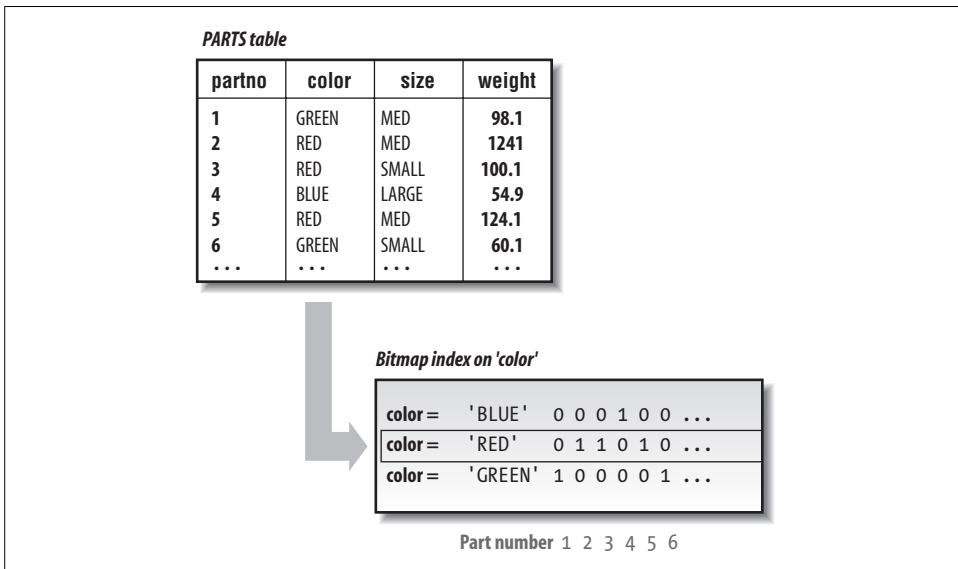 PARTS table
partno color size weight
1 GREEN MED 98.1
2 RED MED 1241
3 RED SMALL 100.1
4 BLUE LARGE 54.9
5 RED MED 124.1
6 GREEN SMALL 60.1
... ... ... ...
Bitmap index on 'color'
color = 'BLUE' 0 0 0 1 0 0 ...
color = 'RED' 0 1 1 0 1 0 ...
color = 'GREEN' 1 0 0 0 0 1 ...
Part number 1 2 3 4 5 6